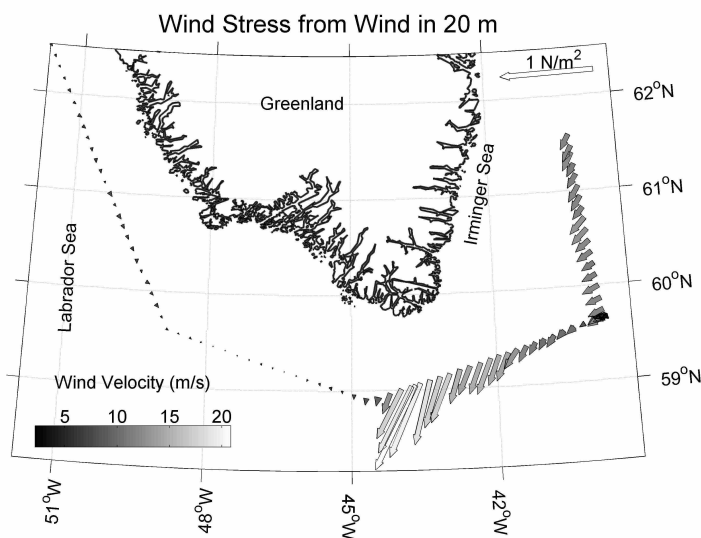 Wind Stress from Wind in 20 m
1 N/m²
Greenland
62°N
Irminger Sea
61°N
Labrador Sea
60°N
59°N
Wind Velocity (m/s)
5 10 15 20
51°W 48°W 45°W 42°W